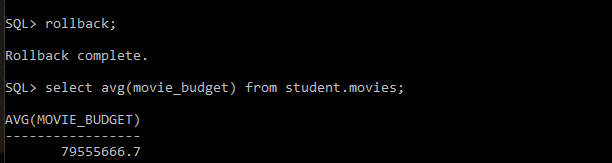 SQL> rollback;
Rollback complete.
SQL> select avg(movie_budget) from student.movies;
AVG(MOVIE_BUDGET)
-----------------
79555666.7